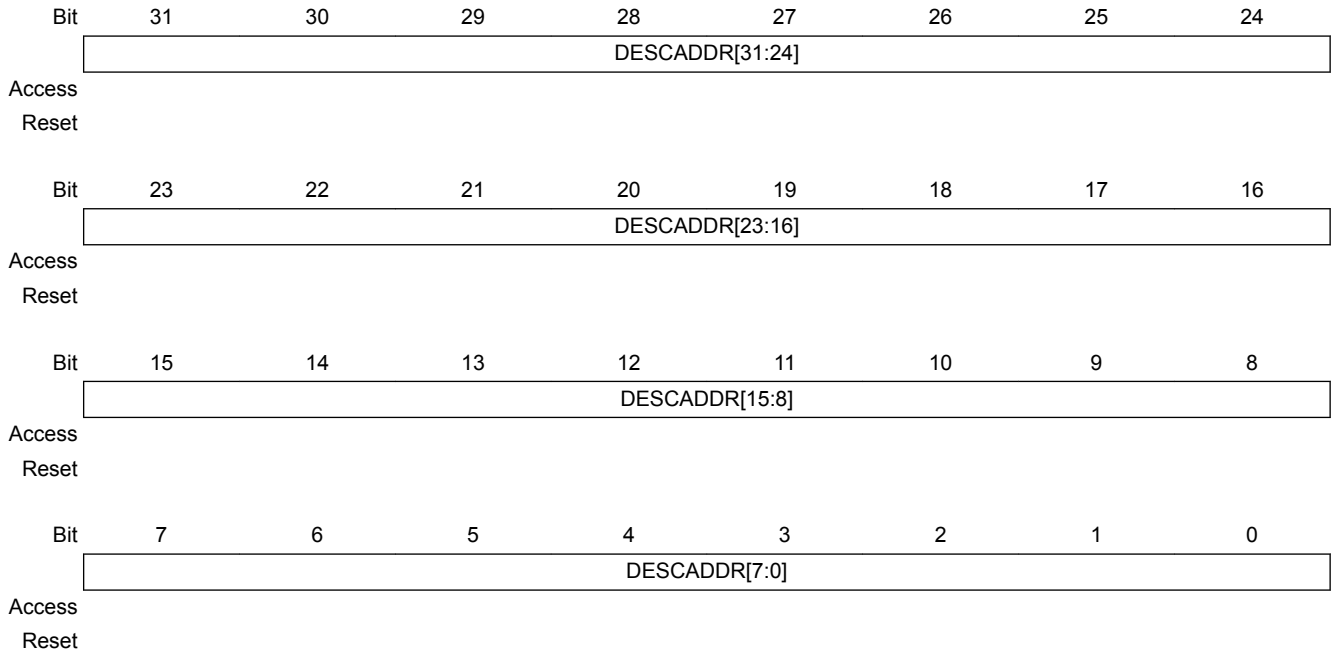 Bit 31 30 29 28 27 26 25 24
DESCADDR[31:24]
Access
Reset
Bit 23 22 21 20 19 18 17 16
DESCADDR[23:16]
Access
Reset
Bit 15 14 13 12 11 10 9 8
DESCADDR[15:8]
Access
Reset
Bit 7 6 5 4 3 2 1 0
DESCADDR[7:0]
Access
Reset